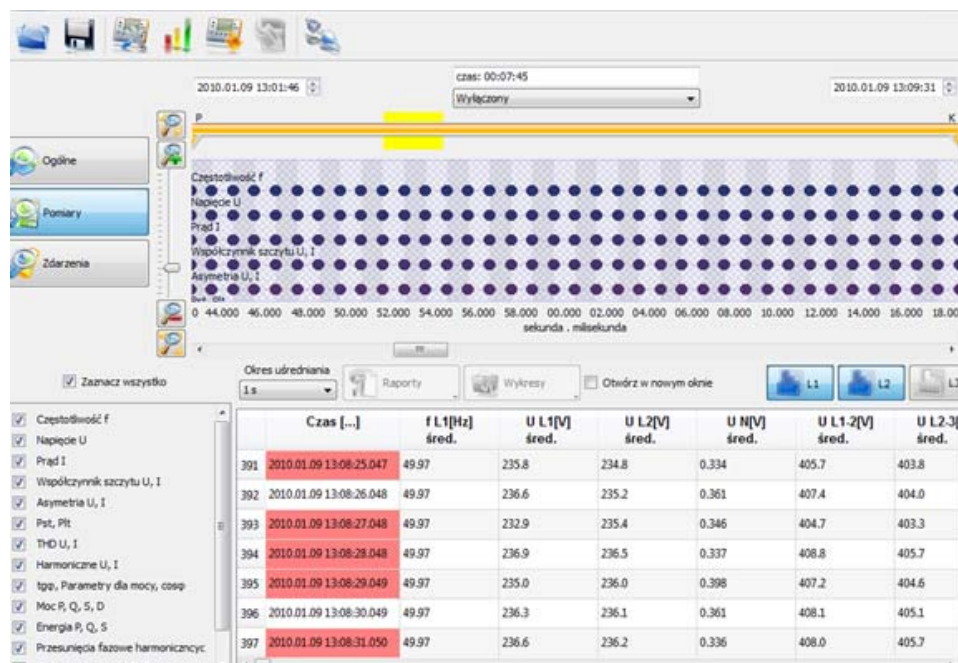 2010.01.09 13:01:46
czas: 00:07:45
Wyłączony
2010.01.09 13:09:31
P
K
Ogólne
Pomiary
Zdarzenia
Częstotliwość f
Napięcie U
Prąd I
Współczynnik szczytu U, I
Asymetria U, I
Pst, Plt
0 44.000 46.000 48.000 50.000 52.000 54.000 56.000 58.000 00.000 02.000 04.000 06.000 08.000 10.000 12.000 14.000 16.000 18.00
sekunda . milisekunda
Zaznacz wszystko
Okres uśredniania
1 s
Raporty
Wykresy
Otwórz w nowym oknie
L1
L2
L3
Częstotliwość f
Napięcie U
Prąd I
Współczynnik szczytu U, I
Asymetria U, I
Pst, Plt
THD U, I
Harmoniczne U, I
tgφ, Parametry dla mocy, cosφ
Moc P, Q, S, D
Energia P, Q, S
Przesunięcia fazowe harmonicznyc
Czas [...] f L1[Hz] U L1[V] U L2[V] U N[V] U L1-2[V] U L2-3[
śred. śred. śred. śred. śred. śred.
391 2010.01.09 13:08:25.047 49.97 235.8 234.8 0.334 405.7 403.8
392 2010.01.09 13:08:26.048 49.97 236.6 235.2 0.361 407.4 404.0
393 2010.01.09 13:08:27.048 49.97 232.9 235.4 0.346 404.7 403.3
394 2010.01.09 13:08:28.048 49.97 236.9 236.5 0.337 408.8 405.7
395 2010.01.09 13:08:29.049 49.97 235.0 236.0 0.398 407.2 404.6
396 2010.01.09 13:08:30.049 49.97 236.3 236.1 0.361 408.1 405.1
397 2010.01.09 13:08:31.050 49.97 236.6 236.2 0.336 408.0 405.7